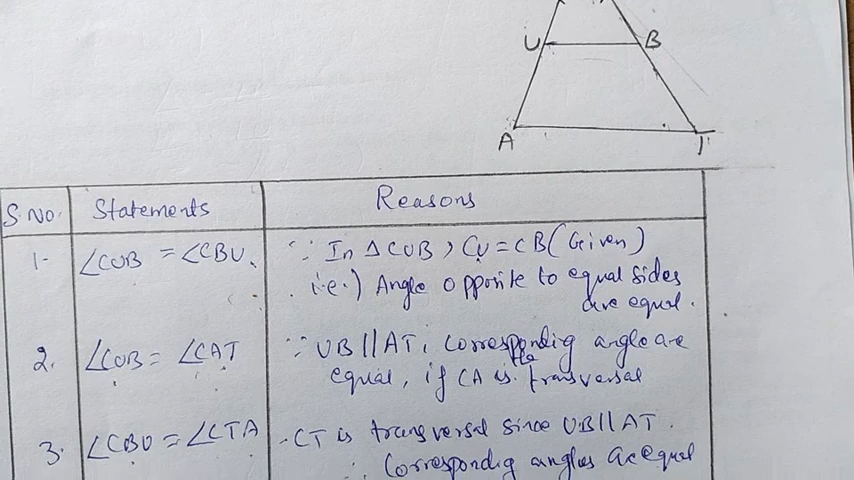 U B
A T
S.No. Statements Reasons
1- ∠CUB = ∠CBU. ∵ In ΔCUB, CU = CB (Given)
i.e.) Angle opposite to equal sides
are equal.
2. ∠CUB = ∠CAT ∵ UB || AT, corresponding angle are
equal, if CA is the transversal
3. ∠CBU = ∠CTA .CT is transversal since UB || AT.
∴ Correspondig angles are equal